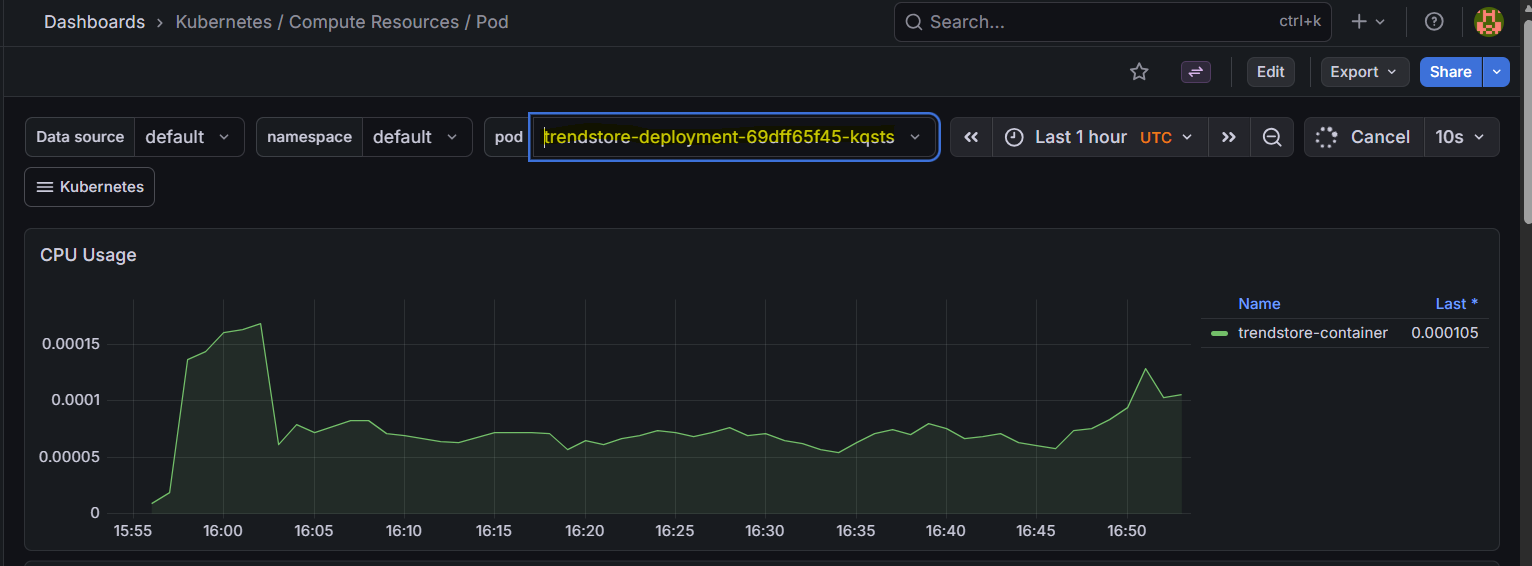 Dashboards › Kubernetes / Compute Resources / Pod Search... ctrl+k
Edit Export Share
Data source default namespace default pod trendstore-deployment-69dff65f45-kqsts Last 1 hour UTC Cancel 10s
Kubernetes
CPU Usage
Name Last *
trendstore-container 0.000105
0.00015
0.0001
0.00005
0
15:55 16:00 16:05 16:10 16:15 16:20 16:25 16:30 16:35 16:40 16:45 16:50